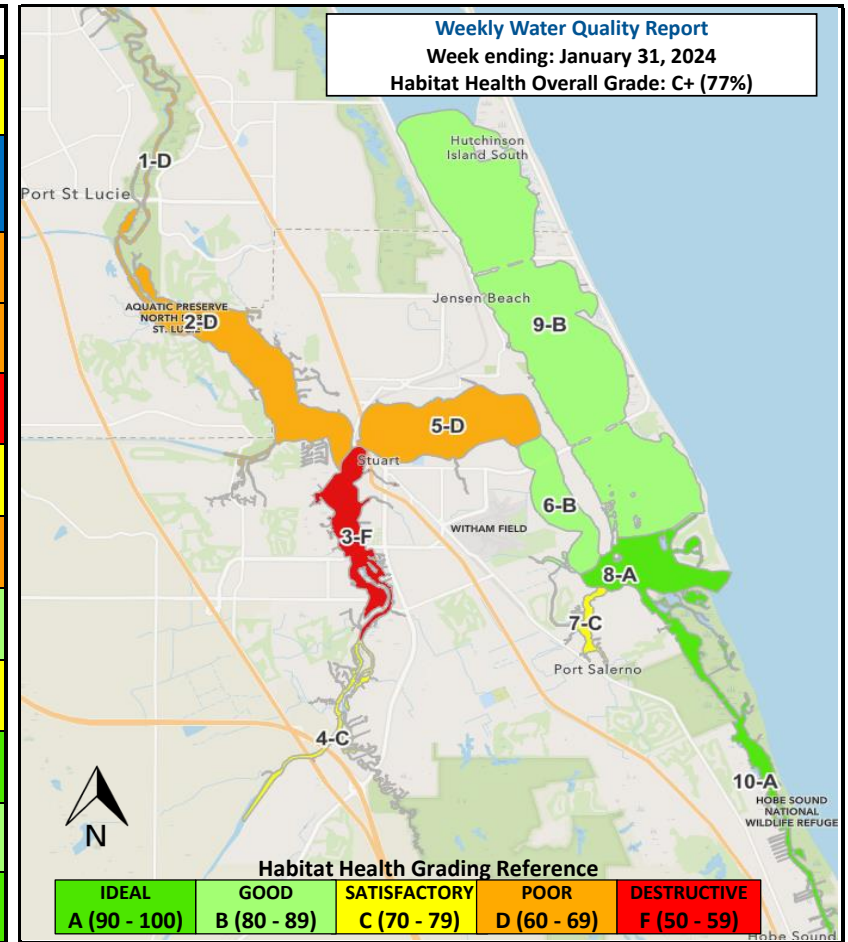 Weekly Water Quality Report
Week ending: January 31, 2024
Habitat Health Overall Grade: C+ (77%)
Hutchinson
Island South
1-D
Port St Lucie
Jensen Beach
AQUATIC PRESERVE
NORTH
ST. LUCIE
2-D
9-B
5-D
Stuart
6-B
WITHAM FIELD
3-F
8-A
7-C
Port Salerno
4-C
10-A
HOBE SOUND
NATIONAL
WILDLIFE REFUGE
N
Habitat Health Grading Reference
IDEAL GOOD SATISFACTORY POOR DESTRUCTIVE
A (90 - 100) B (80 - 89) C (70 - 79) D (60 - 69) F (50 - 59)
Hobe Sound